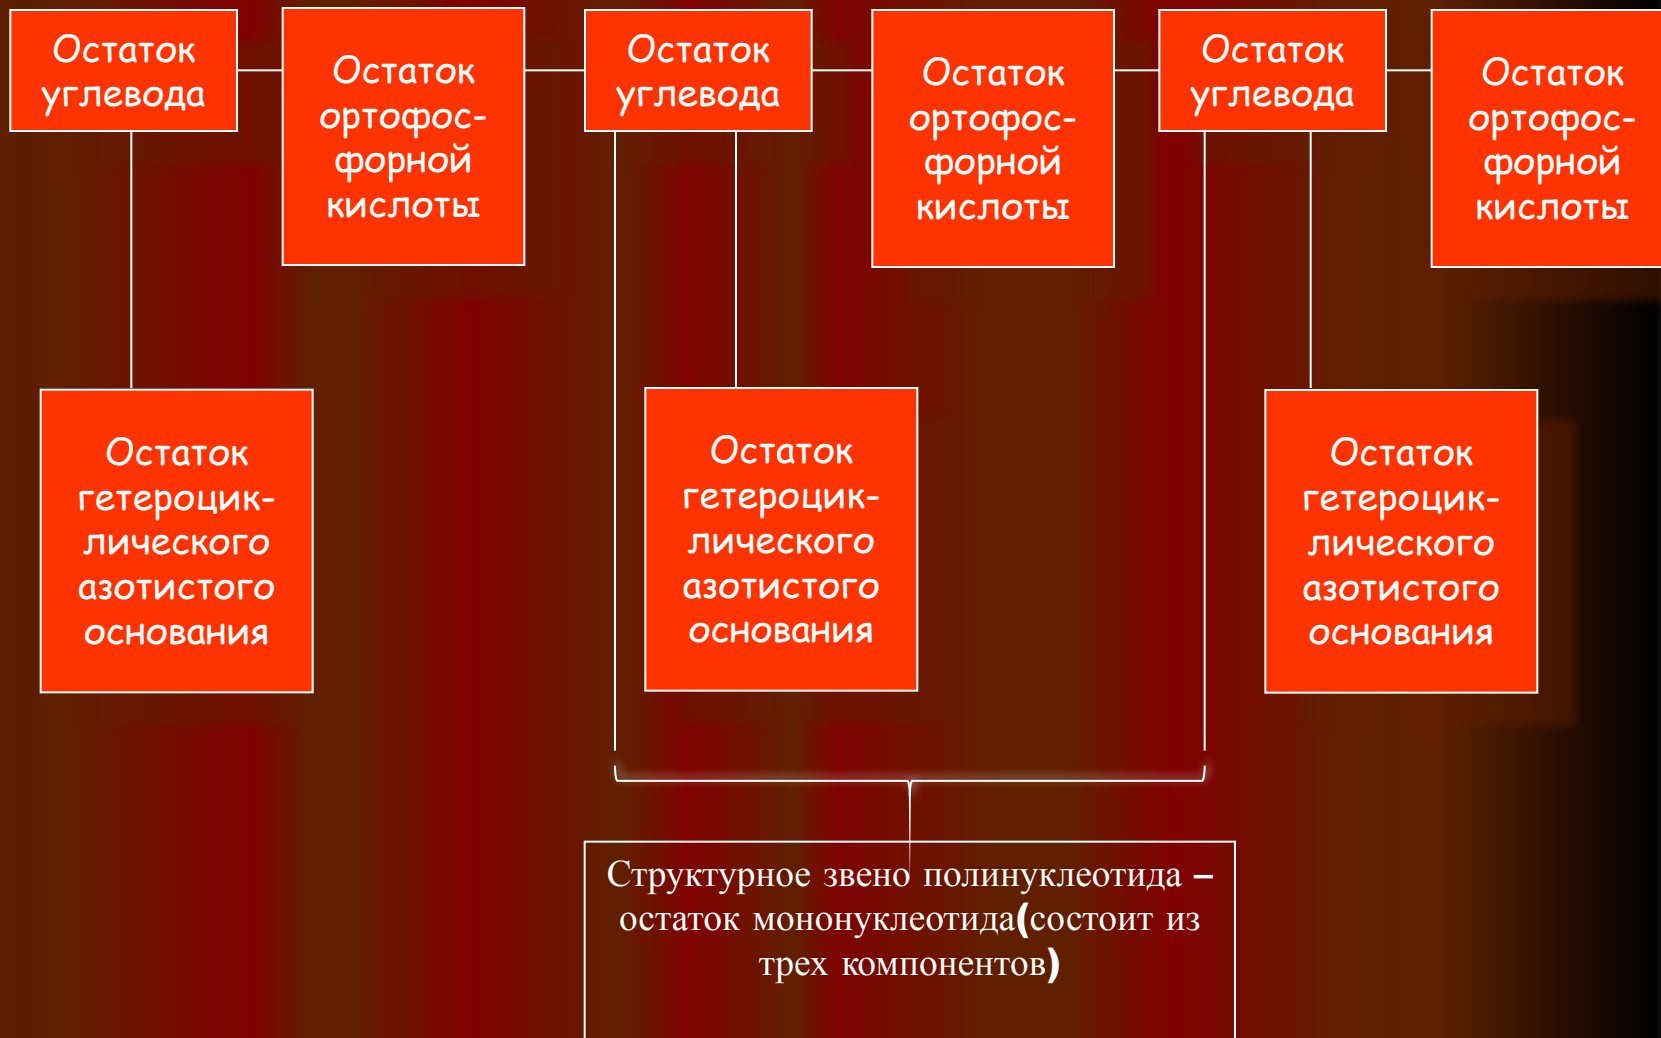 Остаток
углевода
Остаток
ортофос-
форной
кислоты
Остаток
углевода
Остаток
ортофос-
форной
кислоты
Остаток
углевода
Остаток
ортофос-
форной
кислоты
Остаток
гетероцик-
лического
азотистого
основания
Остаток
гетероцик-
лического
азотистого
основания
Остаток
гетероцик-
лического
азотистого
основания
Структурное звено полинуклеотида –
остаток мононуклеотида(состоит из
трех компонентов)